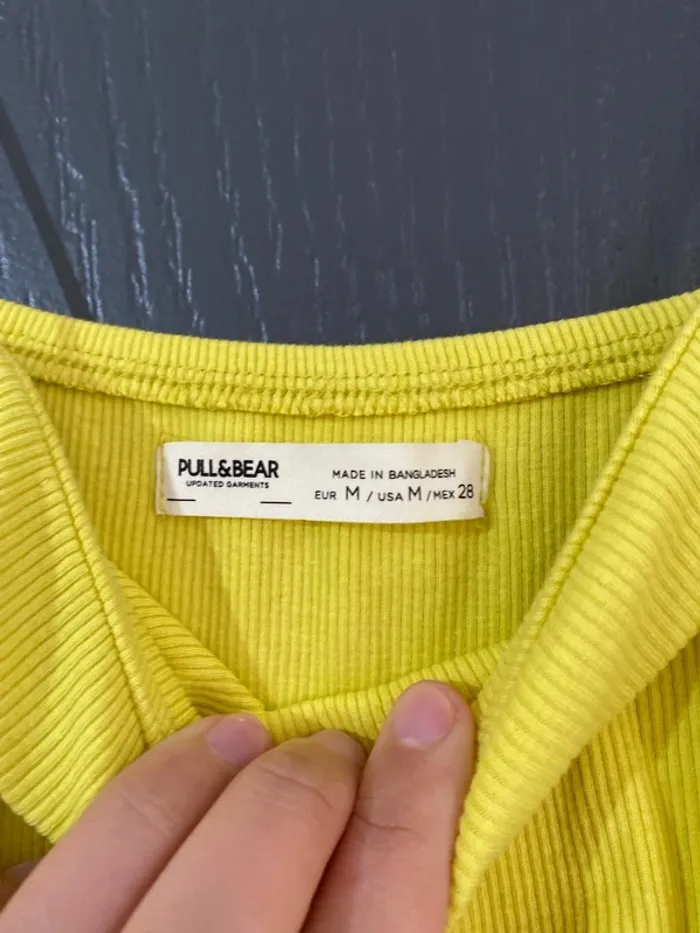 PULL&BEAR
UPDATED GARMENTS
MADE IN BANGLADESH
EUR M / USA M / MEX 28